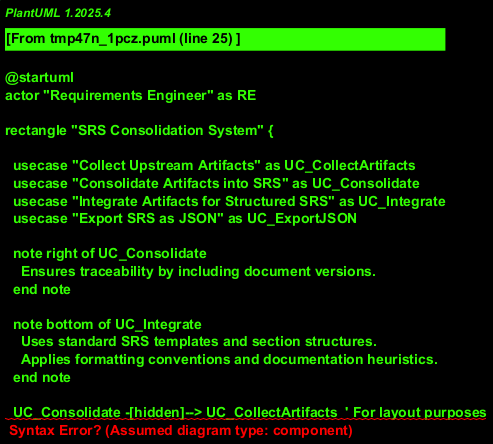 PlantUML 1.2025.4
[From tmp47n_1pcz.puml (line 25) ]
@startuml
actor "Requirements Engineer" as RE
rectangle "SRS Consolidation System" {
usecase "Collect Upstream Artifacts" as UC_CollectArtifacts
usecase "Consolidate Artifacts into SRS" as UC_Consolidate
usecase "Integrate Artifacts for Structured SRS" as UC_Integrate
usecase "Export SRS as JSON" as UC_ExportJSON
note right of UC_Consolidate
Ensures traceability by including document versions.
end note
note bottom of UC_Integrate
Uses standard SRS templates and section structures.
Applies formatting conventions and documentation heuristics.
end note
UC_Consolidate -[hidden]--> UC_CollectArtifacts ' For layout purposes
Syntax Error? (Assumed diagram type: component)